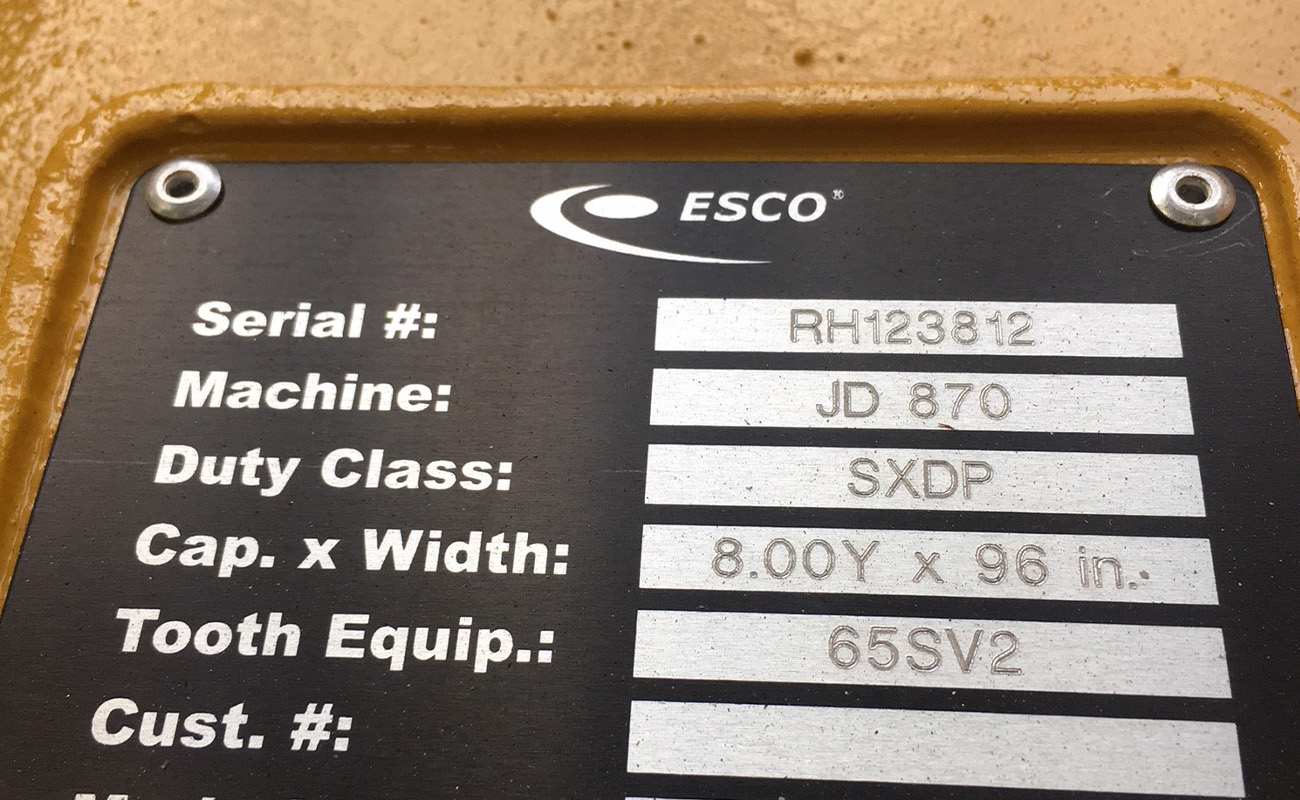 ESCO®
Serial #: RH123812
Machine: JD 870
Duty Class: SXDP
Cap. x Width: 8.00Y x 96 in.
Tooth Equip.: 65SV2
Cust. #: